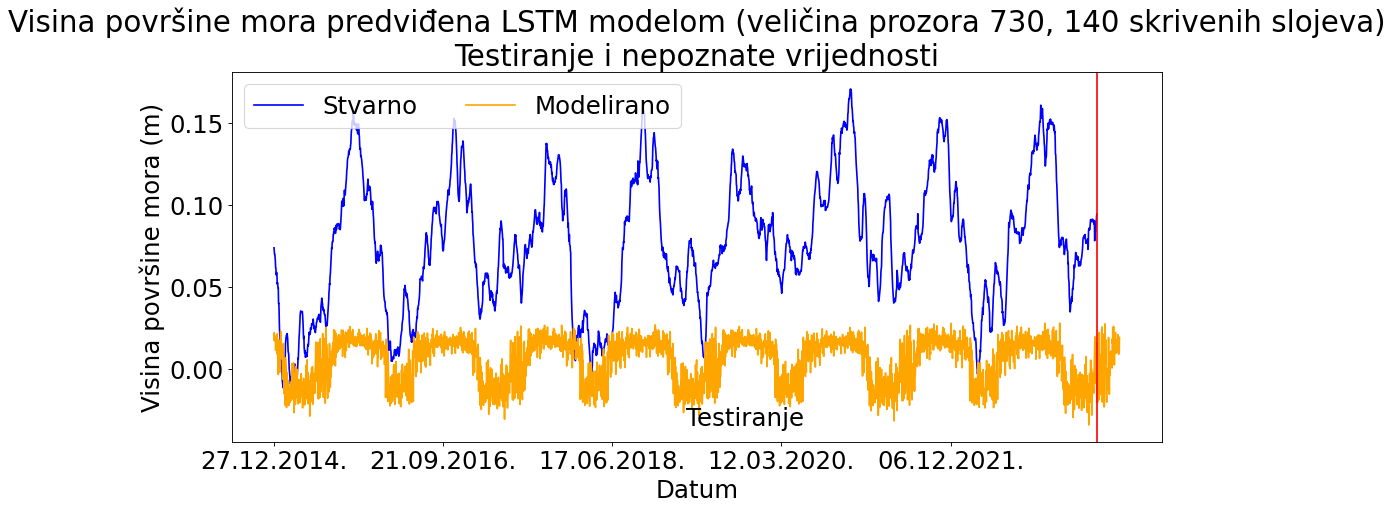 Visina površine mora predviđena LSTM modelom (veličina prozora 730, 140 skrivenih slojeva)
Testiranje i nepoznate vrijednosti
Stvarno
Modelirano
Visina površine mora (m)
0.15
0.10
0.05
0.00
Testiranje
27.12.2014.
21.09.2016.
17.06.2018.
12.03.2020.
06.12.2021.
Datum